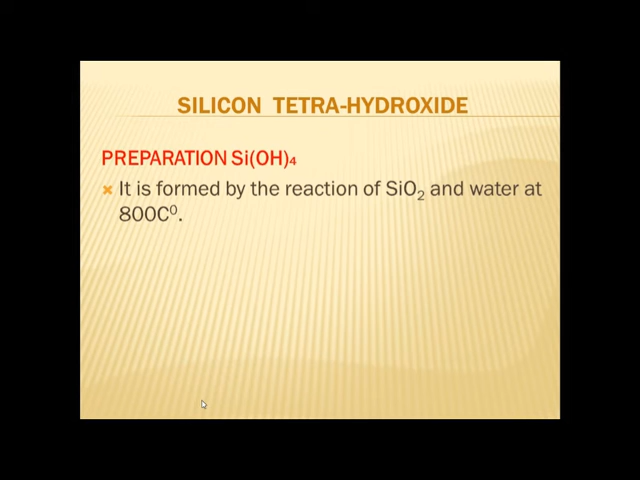 SILICON TETRA-HYDROXIDE
PREPARATION Si(OH)₄
It is formed by the reaction of SiO₂ and water at
800C⁰.